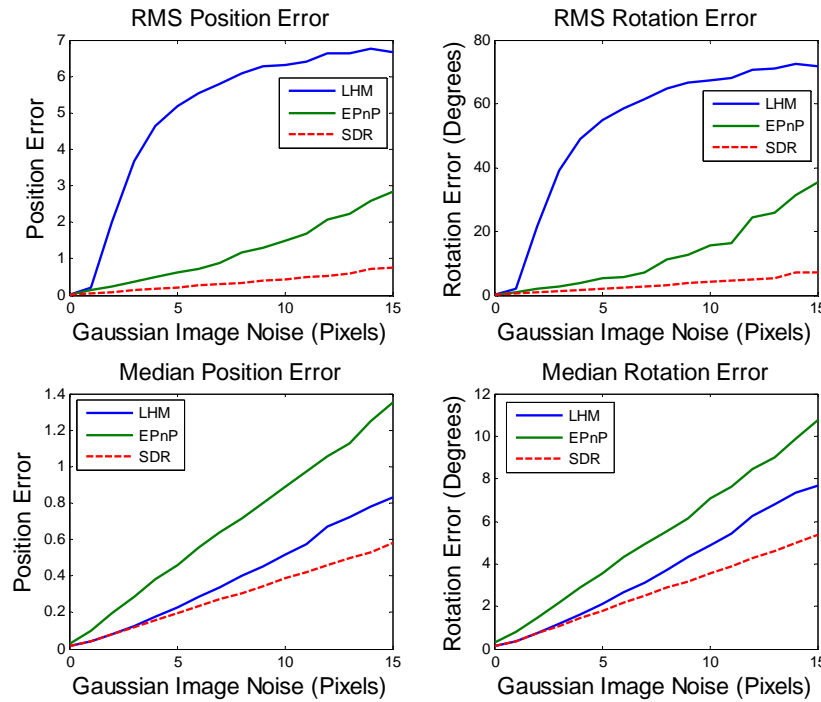 RMS Position Error
Position Error
7
6
5
4
3
2
1
0
0
5
10
15
LHM
EPnP
SDR
Gaussian Image Noise (Pixels)
RMS Rotation Error
Rotation Error (Degrees)
80
60
40
20
0
0
5
10
15
LHM
EPnP
SDR
Gaussian Image Noise (Pixels)
Median Position Error
Position Error
1.4
1.2
1
0.8
0.6
0.4
0.2
0
0
5
10
15
LHM
EPnP
SDR
Gaussian Image Noise (Pixels)
Median Rotation Error
Rotation Error (Degrees)
12
10
8
6
4
2
0
0
5
10
15
LHM
EPnP
SDR
Gaussian Image Noise (Pixels)